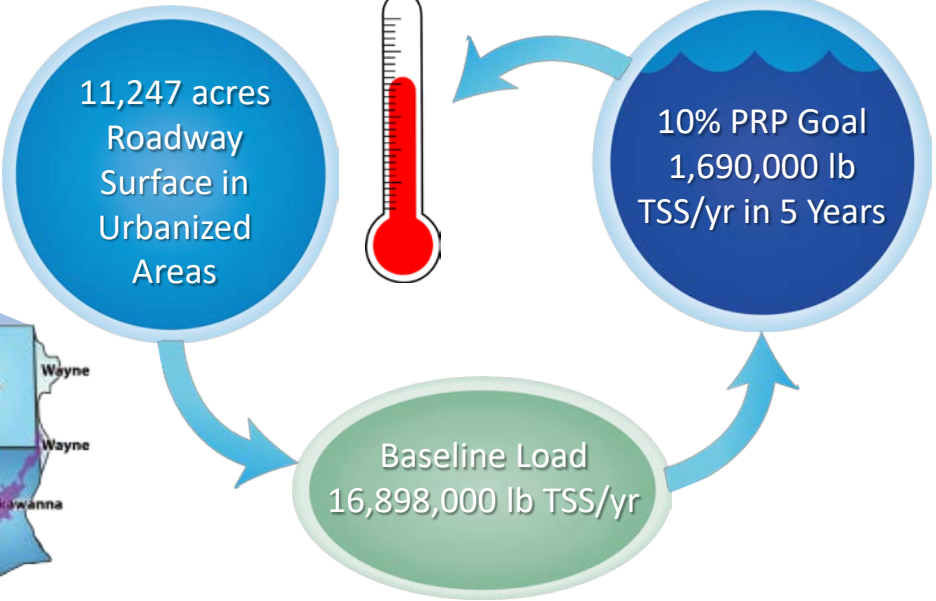 11,247 acres
Roadway
Surface in
Urbanized
Areas
10% PRP Goal
1,690,000 lb
TSS/yr in 5 Years
Wayne
Wayne
Baseline Load
16,898,000 lb TSS/yr